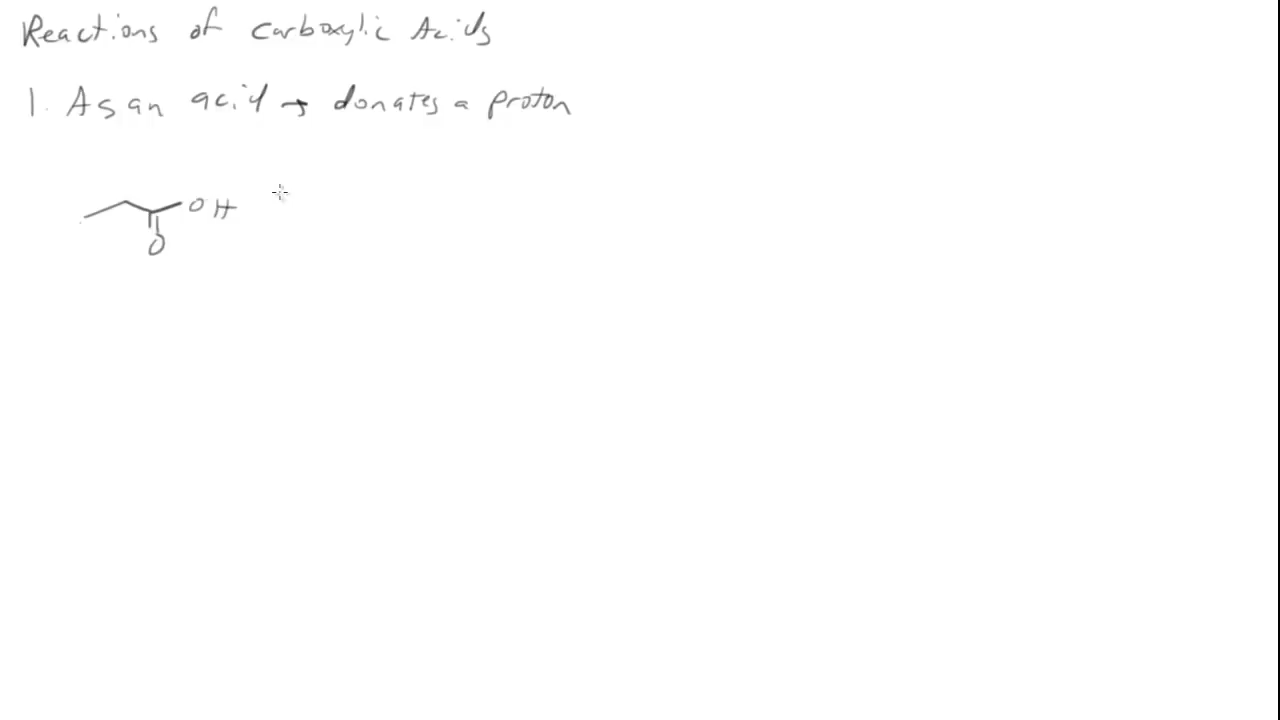 Reactions of Carboxylic Acids
1. As an acid → donates a proton
OH
O